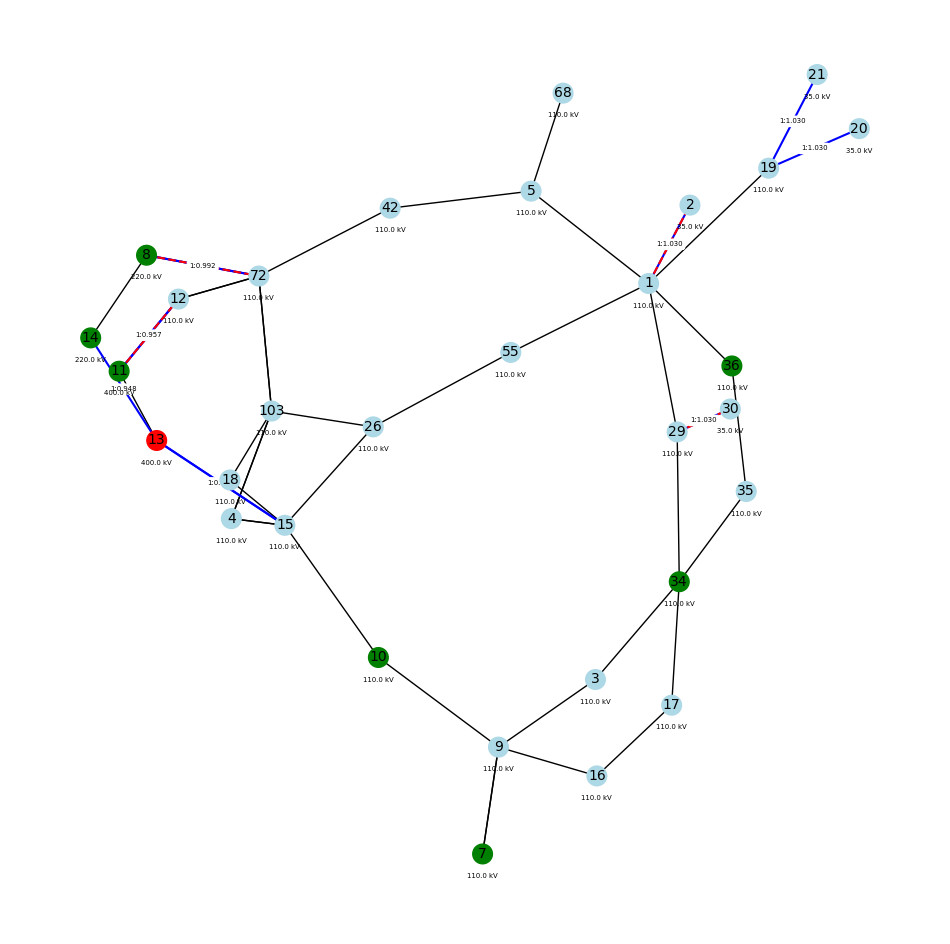 21
35.0 kV
68
110.0 kV
1:1.030
20
35.0 kV
1:1.030
19
110.0 kV
5
110.0 kV
2
35.0 kV
42
110.0 kV
1:1.030
8
220.0 kV
1:0.992
72
110.0 kV
1
110.0 kV
12
110.0 kV
1:0.957
14
220.0 kV
55
110.0 kV
36
110.0 kV
11
400.0 kV
1:0.948
103
110.0 kV
26
110.0 kV
30
35.0 kV
1:1.030
29
110.0 kV
13
400.0 kV
18
110.0 kV
35
110.0 kV
4
110.0 kV
15
110.0 kV
34
110.0 kV
10
110.0 kV
3
110.0 kV
17
110.0 kV
9
110.0 kV
16
110.0 kV
7
110.0 kV